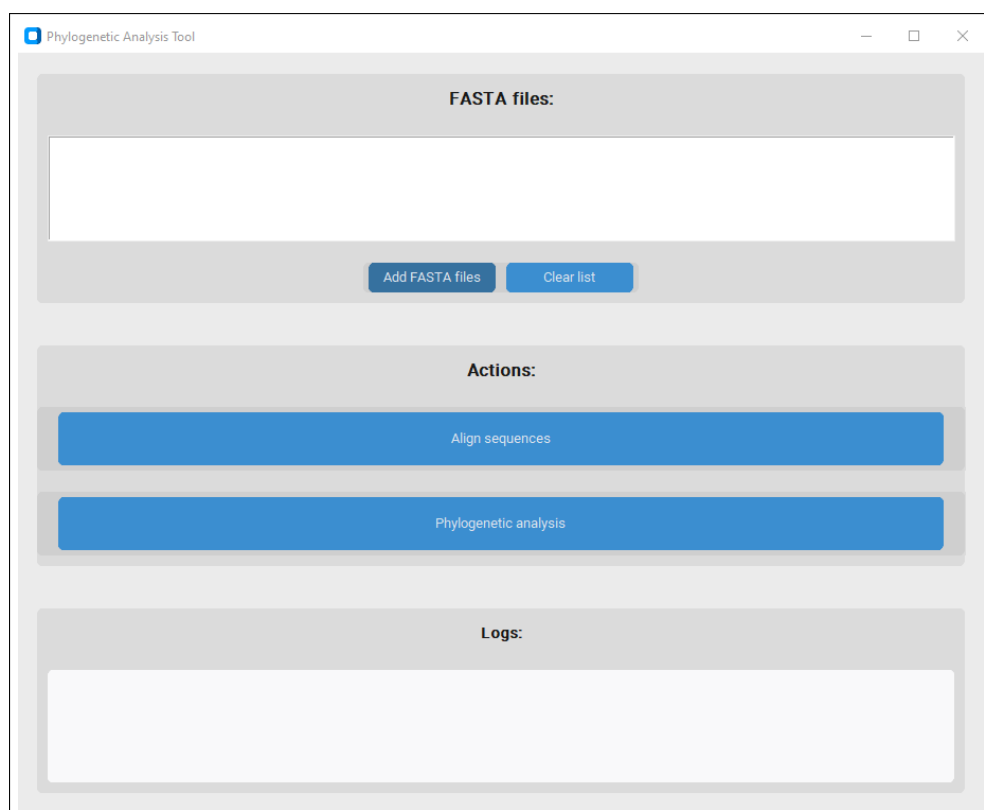 Phylogenetic Analysis Tool
FASTA files:
Add FASTA files Clear list
Actions:
Align sequences
Phylogenetic analysis
Logs: